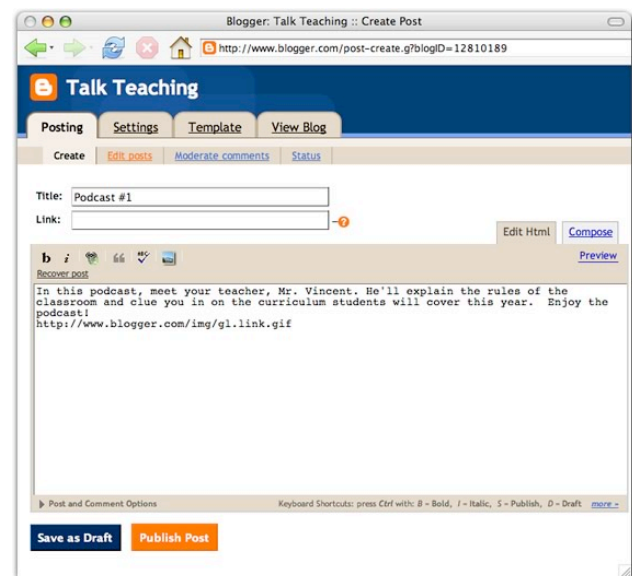 Blogger: Talk Teaching :: Create Post
http://www.blogger.com/post-create.g?blogID=12810189
Talk Teaching
Posting Settings Template View Blog
Create Edit posts Moderate comments Status
Title: Podcast #1
Link:
Edit Html Compose
b i ABC Preview
Recover post
In this podcast, meet your teacher, Mr. Vincent. He'll explain the rules of the
classroom and clue you in on the curriculum students will cover this year. Enjoy the
podcast!
http://www.blogger.com/img/gl.link.gif
Post and Comment Options Keyboard Shortcuts: press Ctrl with: B = Bold, I = Italic, S = Publish, D = Draft more »
Save as Draft Publish Post